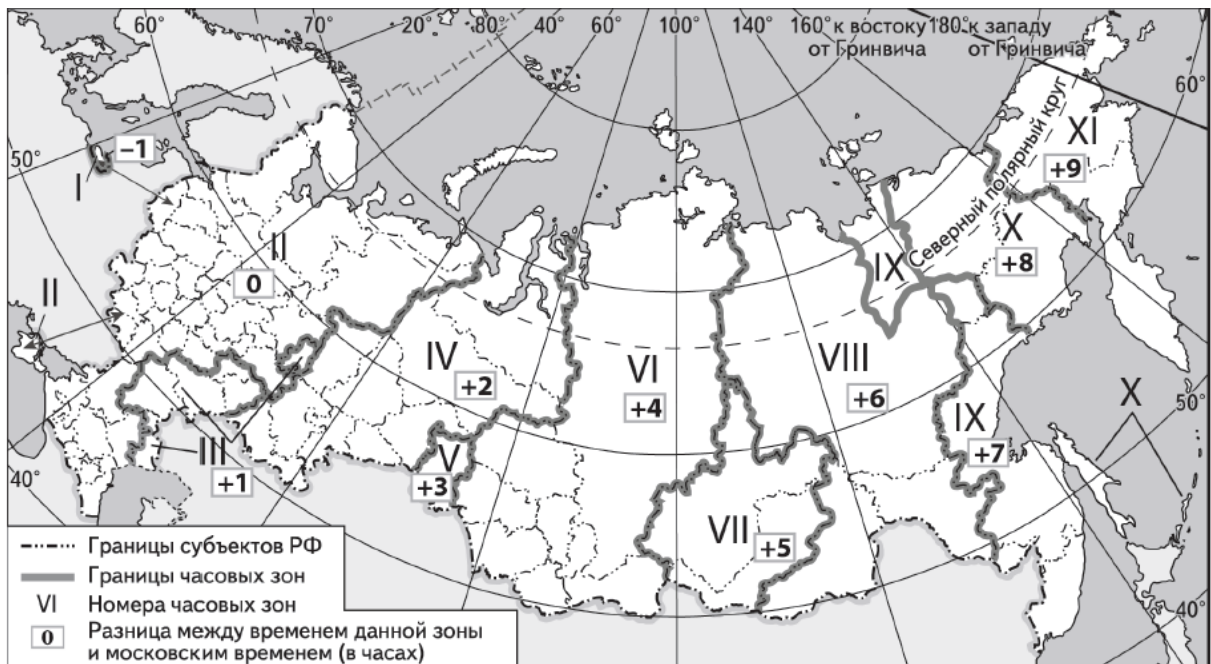 60° 70° 20° 80° 40° 100° 140° 160° к востоку 180° к западу
от Гринвича от Гринвича
60°
50°
–1
I
Северный полярный круг
XI
+9
X
+8
II
0
IX
II
IV
+2
VI
+4
VIII
+6
X
50°
IX
+7
III
+1
V
+3
40°
VII
+5
40°
Границы субъектов РФ
Границы часовых зон
VI Номера часовых зон
0 Разница между временем данной зоны
и московским временем (в часах)